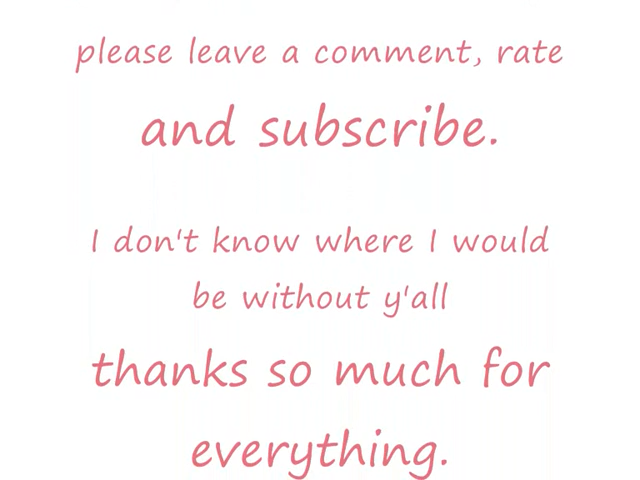 please leave a comment, rate
and subscribe.
I don't know where I would
be without y'all
thanks so much for
everything.